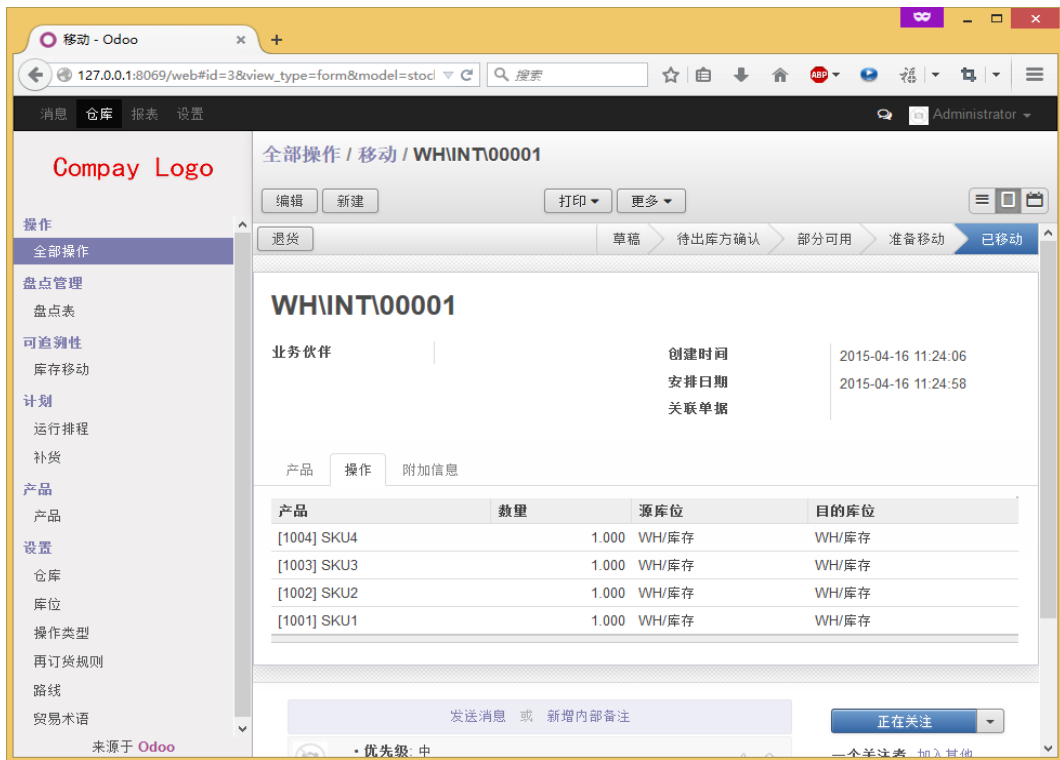 移动 - Odoo
127.0.0.1:8069/web#id=3&view_type=form&model=stocl
搜索
ABP
福
消息 仓库 报表 设置
Administrator
Compay Logo
操作
全部操作
盘点管理
盘点表
可追溯性
库存移动
计划
运行排程
补货
产品
产品
设置
仓库
库位
操作类型
再订货规则
路线
贸易术语
来源于 Odoo
全部操作 / 移动 / WH\INT\00001
编辑 新建 打印 更多
退货 草稿 待出库方确认 部分可用 准备移动 已移动
WH\INT\00001
业务伙伴
创建时间 2015-04-16 11:24:06
安排日期 2015-04-16 11:24:58
关联单据
产品 操作 附加信息
产品 数量 源库位 目的库位
[1004] SKU4 1.000 WH/库存 WH/库存
[1003] SKU3 1.000 WH/库存 WH/库存
[1002] SKU2 1.000 WH/库存 WH/库存
[1001] SKU1 1.000 WH/库存 WH/库存
发送消息 或 新增内部备注
正在关注
• 优先级: 中
一个关注者 加入其他